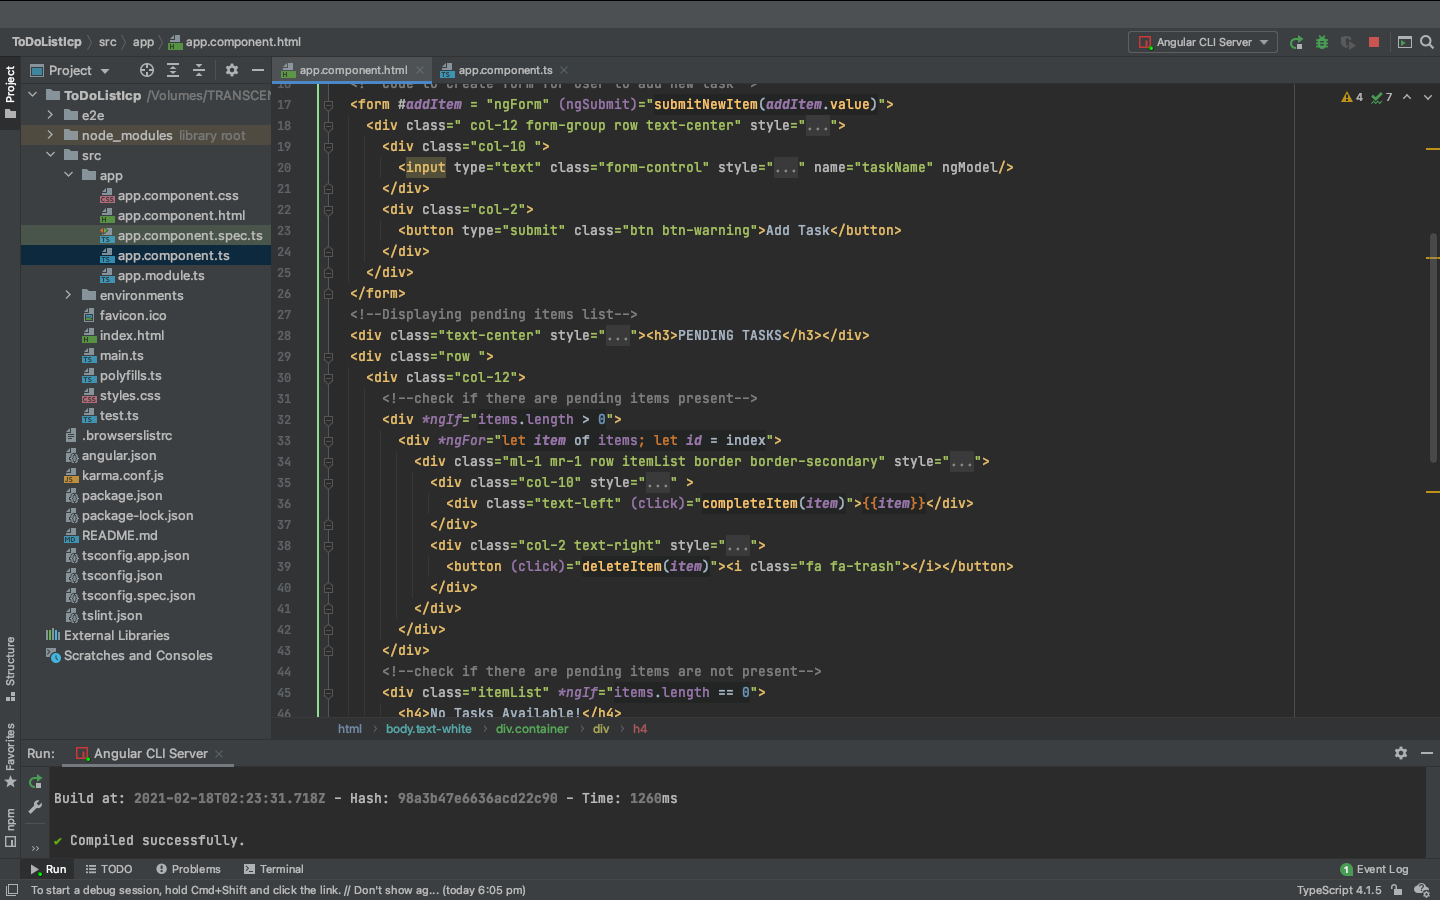 ToDoListIcp
src
app
app.component.html
Angular CLI Server
Project
app.component.html
app.component.ts
Project
ToDoListIcp /Volumes/TRANSCEN
e2e
node_modules library root
src
app
app.component.css
app.component.html
app.component.spec.ts
app.component.ts
app.module.ts
environments
favicon.ico
index.html
main.ts
polyfills.ts
styles.css
test.ts
.browserslistrc
angular.json
karma.conf.js
package.json
package-lock.json
README.md
tsconfig.app.json
tsconfig.json
tsconfig.spec.json
tslint.json
External Libraries
Scratches and Consoles
Structure
Favorites
npm
4 7
16 <!--code to create form for user to add new task-->
17 <form #addItem = "ngForm" (ngSubmit)="submitNewItem(addItem.value)">
18 <div class=" col-12 form-group row text-center" style="...">
19 <div class="col-10 ">
20 <input type="text" class="form-control" style="..." name="taskName" ngModel/>
21 </div>
22 <div class="col-2">
23 <button type="submit" class="btn btn-warning">Add Task</button>
24 </div>
25 </div>
26 </form>
27 <!--Displaying pending items list-->
28 <div class="text-center" style="..."><h3>PENDING TASKS</h3></div>
29 <div class="row ">
30 <div class="col-12">
31 <!--check if there are pending items present-->
32 <div *ngIf="items.length > 0">
33 <div *ngFor="let item of items; let id = index">
34 <div class="ml-1 mr-1 row itemList border border-secondary" style="...">
35 <div class="col-10" style="..." >
36 <div class="text-left" (click)="completeItem(item)">{{item}}</div>
37 </div>
38 <div class="col-2 text-right" style="...">
39 <button (click)="deleteItem(item)"><i class="fa fa-trash"></i></button>
40 </div>
41 </div>
42 </div>
43 </div>
44 <!--check if there are pending items are not present-->
45 <div class="itemList" *ngIf="items.length == 0">
46 <h4>No Tasks Available!</h4>
html
body.text-white
div.container
div
h4
Run: Angular CLI Server
Build at: 2021-02-18T02:23:31.718Z - Hash: 98a3b47e6636acd22c90 - Time: 1260ms
✔ Compiled successfully.
Run
TODO
Problems
Terminal
1 Event Log
To start a debug session, hold Cmd+Shift and click the link. // Don't show ag... (today 6:05 pm)
TypeScript 4.1.5